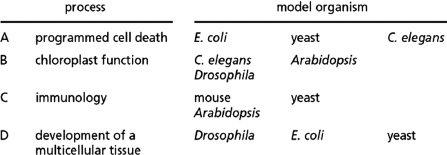 process model organism
A programmed cell death E. coli yeast C. elegans
B chloroplast function C. elegans Arabidopsis
Drosophila
C immunology mouse yeast
Arabidopsis
D development of a Drosophila E. coli yeast
multicellular tissue